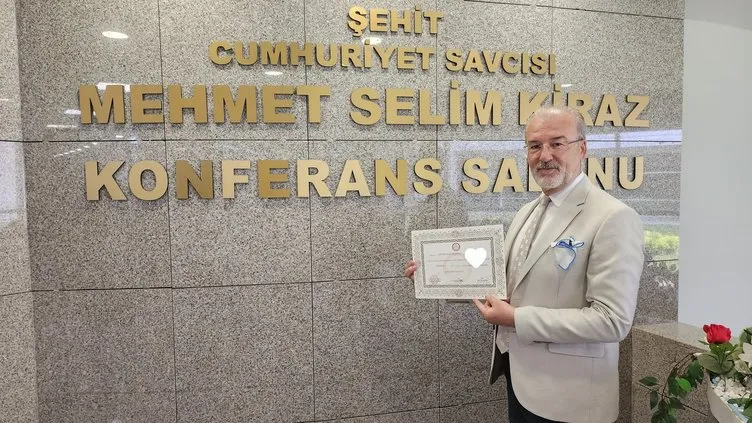 ŞEHİT
CUMHURİYET SAVCISI
MEHMET SELİM KİRAZ
KONFERANS SALONU